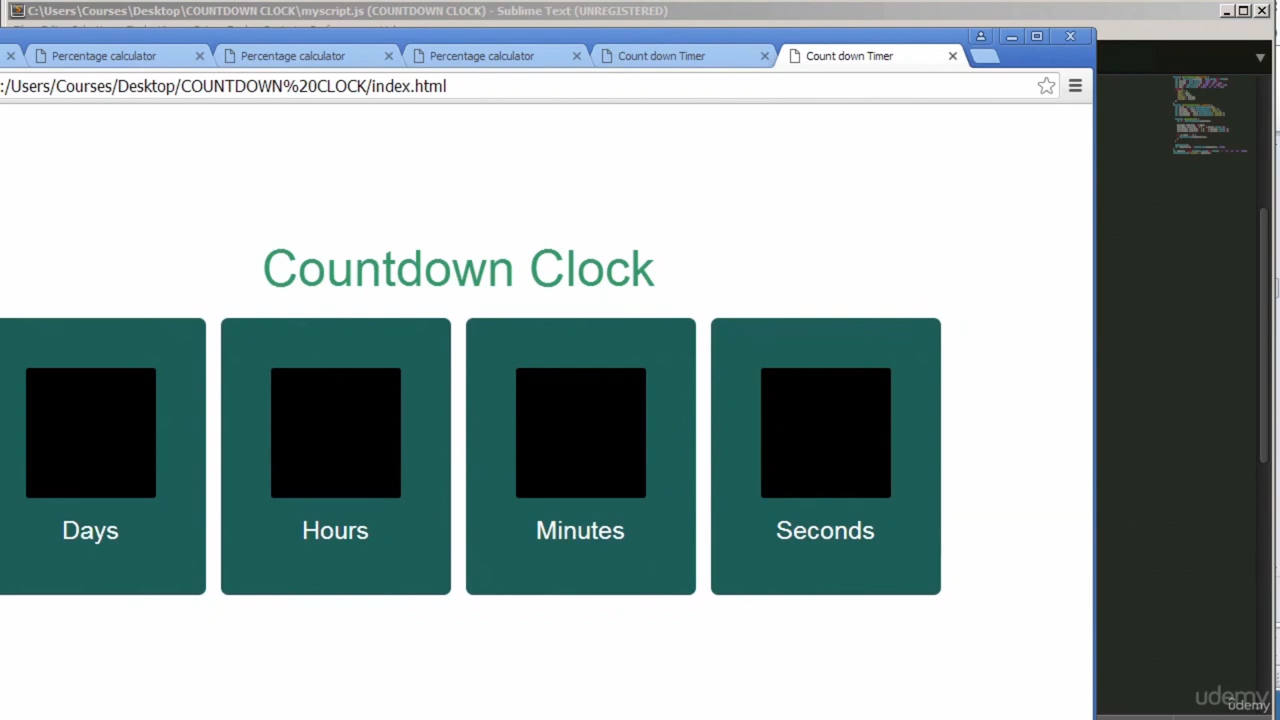 C:\Users\Courses\Desktop\COUNTDOWN CLOCK\myscript.js (COUNTDOWN CLOCK) - Sublime Text (UNREGISTERED)
Percentage calculator
Percentage calculator
Percentage calculator
Count down Timer
Count down Timer
:/Users/Courses/Desktop/COUNTDOWN%20CLOCK/index.html
Countdown Clock
Days
Hours
Minutes
Seconds
udemy
udemy